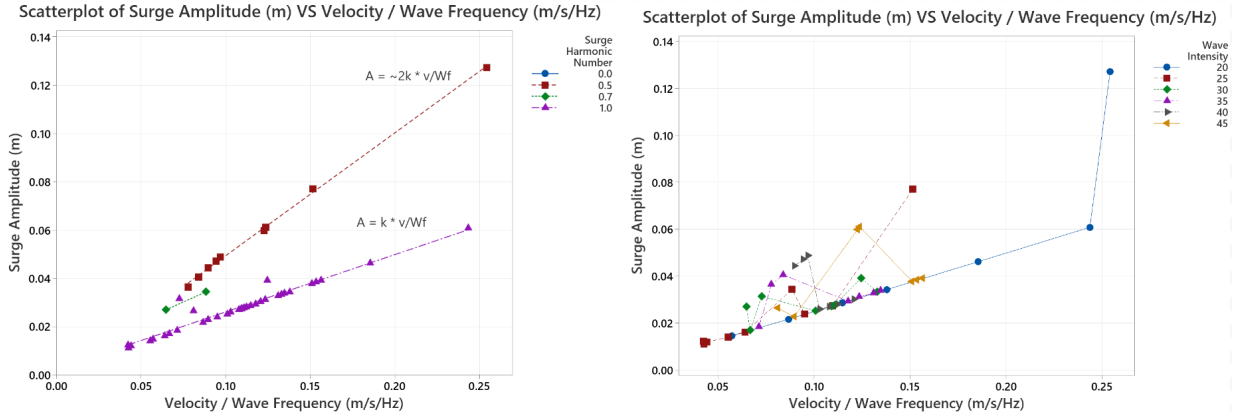 Scatterplot of Surge Amplitude (m) VS Velocity / Wave Frequency (m/s/Hz)
Surge Amplitude (m)
0.14
0.12
0.10
0.08
0.06
0.04
0.02
0.00
A = ~2k * v/Wf
A = k * v/Wf
0.00
0.05
0.10
0.15
0.20
0.25
Velocity / Wave Frequency (m/s/Hz)
Surge
Harmonic
Number
0.0
0.5
0.7
1.0
Scatterplot of Surge Amplitude (m) VS Velocity / Wave Frequency (m/s/Hz)
Surge Amplitude (m)
0.14
0.12
0.10
0.08
0.06
0.04
0.02
0.00
0.05
0.10
0.15
0.20
0.25
Velocity / Wave Frequency (m/s/Hz)
Wave
Intensity
20
25
30
35
40
45